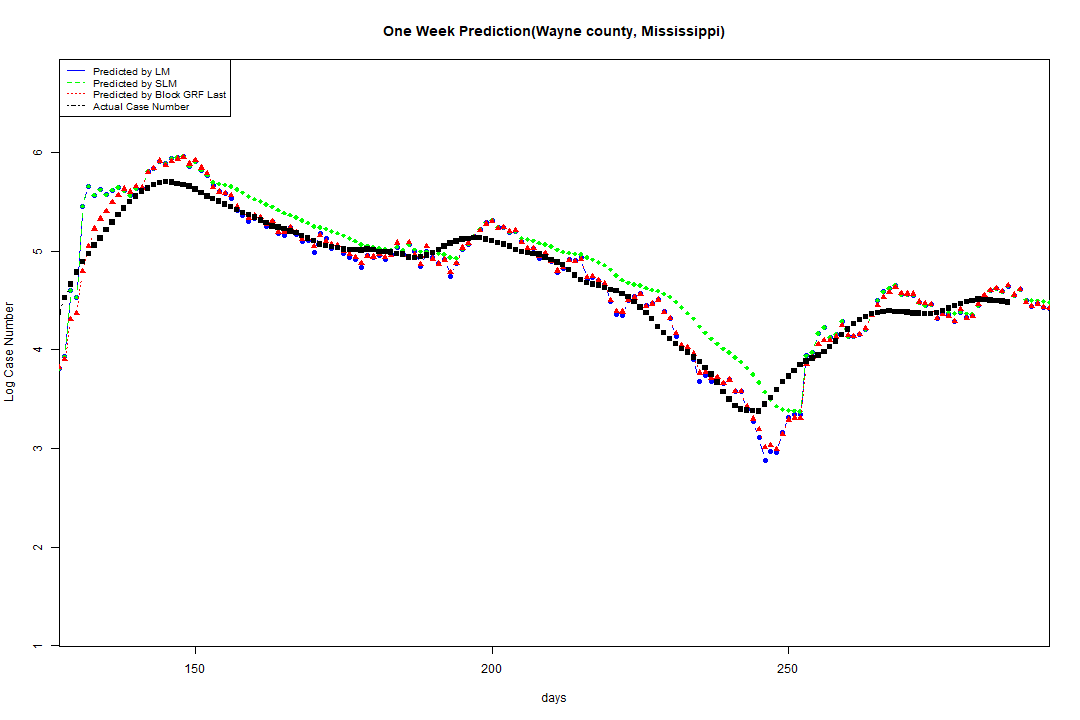 One Week Prediction(Wayne county, Mississippi)
Predicted by LM
Predicted by SLM
Predicted by Block GRF Last
Actual Case Number
6
5
4
3
2
1
Log Case Number
150 200 250
days